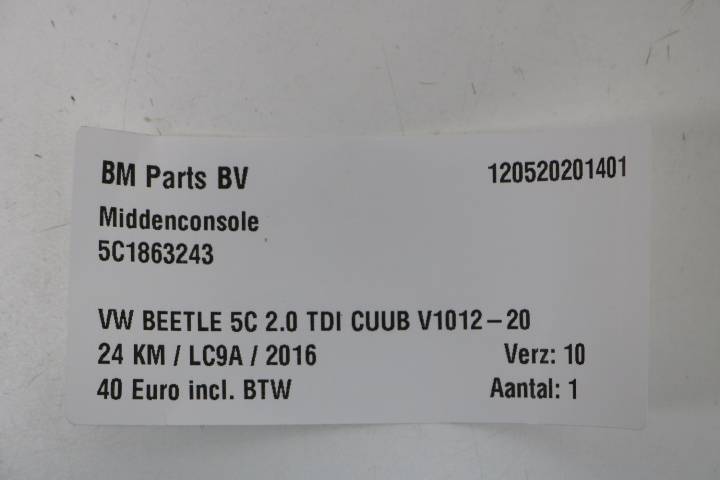 BM Parts BV 120520201401
Middenconsole
5C1863243
VW BEETLE 5C 2.0 TDI CUUB V1012-20
24 KM / LC9A / 2016 Verz: 10
40 Euro incl. BTW Aantal: 1